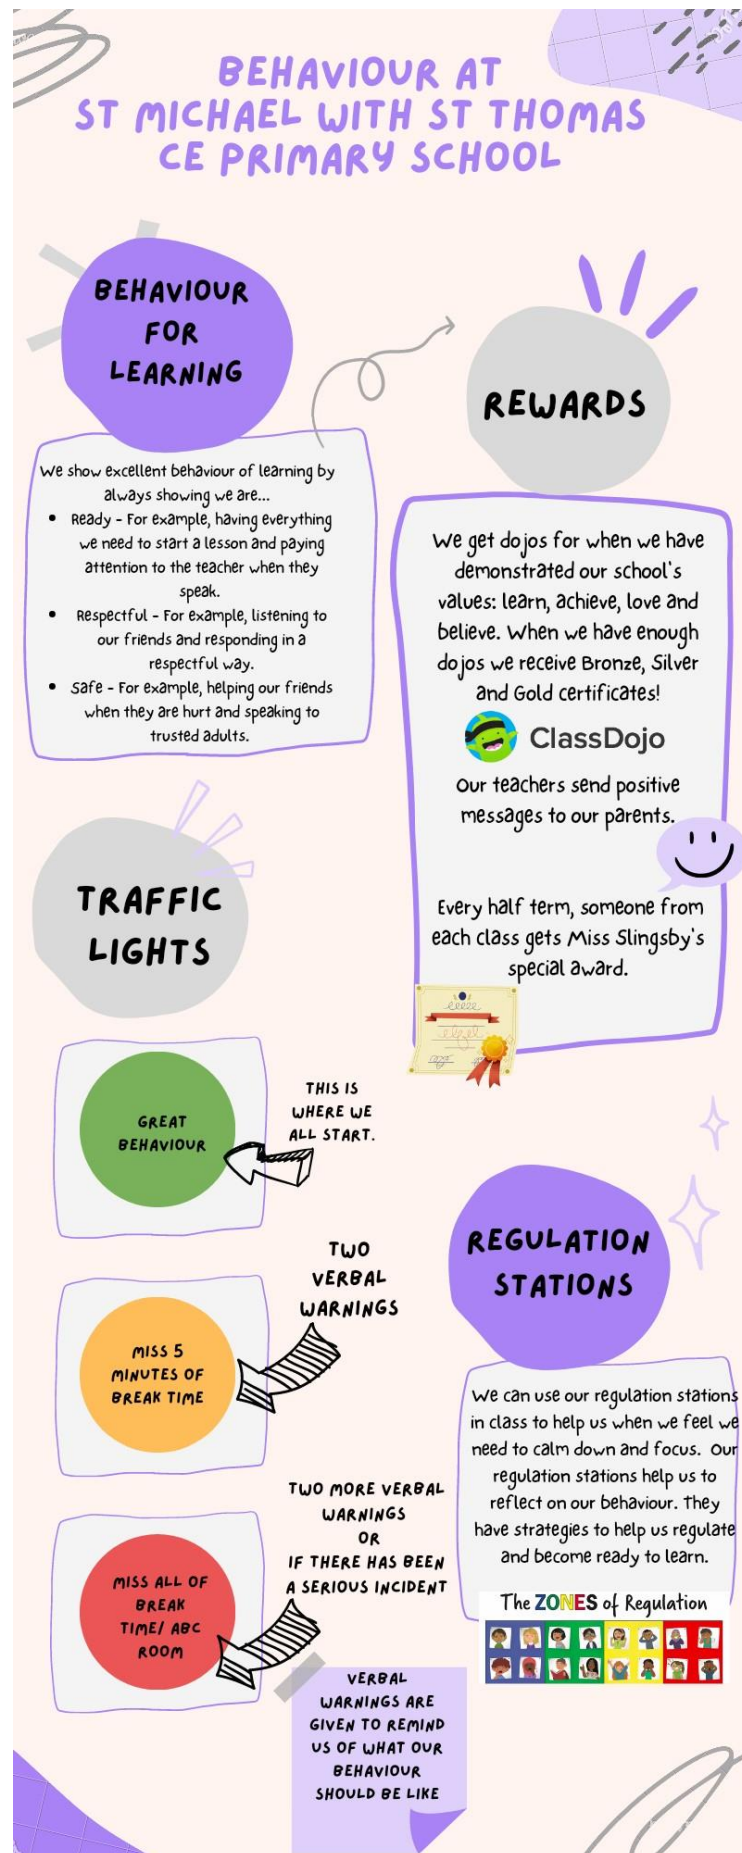 BEHAVIOUR AT
ST MICHAEL WITH ST THOMAS
CE PRIMARY SCHOOL
BEHAVIOUR
FOR
LEARNING
We show excellent behaviour of learning by
always showing we are...
• Ready - For example, having everything
we need to start a lesson and paying
attention to the teacher when they
speak.
• Respectful - For example, listening to
our friends and responding in a
respectful way.
• Safe - For example, helping our friends
when they are hurt and speaking to
trusted adults.
REWARDS
We get dojos for when we have
demonstrated our school's
values: learn, achieve, love and
believe. When we have enough
dojos we receive Bronze, Silver
and Gold certificates!
ClassDojo
Our teachers send positive
messages to our parents.
Every half term, someone from
each class gets Miss Slingsby's
special award.
TRAFFIC
LIGHTS
GREAT
BEHAVIOUR
THIS IS
WHERE WE
ALL START.
TWO
VERBAL
WARNINGS
MISS 5
MINUTES OF
BREAK TIME
TWO MORE VERBAL
WARNINGS
OR
IF THERE HAS BEEN
A SERIOUS INCIDENT
MISS ALL OF
BREAK
TIME/ ABC
ROOM
VERBAL
WARNINGS ARE
GIVEN TO REMIND
US OF WHAT OUR
BEHAVIOUR
SHOULD BE LIKE
REGULATION
STATIONS
We can use our regulation stations
in class to help us when we feel we
need to calm down and focus. Our
regulation stations help us to
reflect on our behaviour. They
have strategies to help us regulate
and become ready to learn.
The ZONES of Regulation